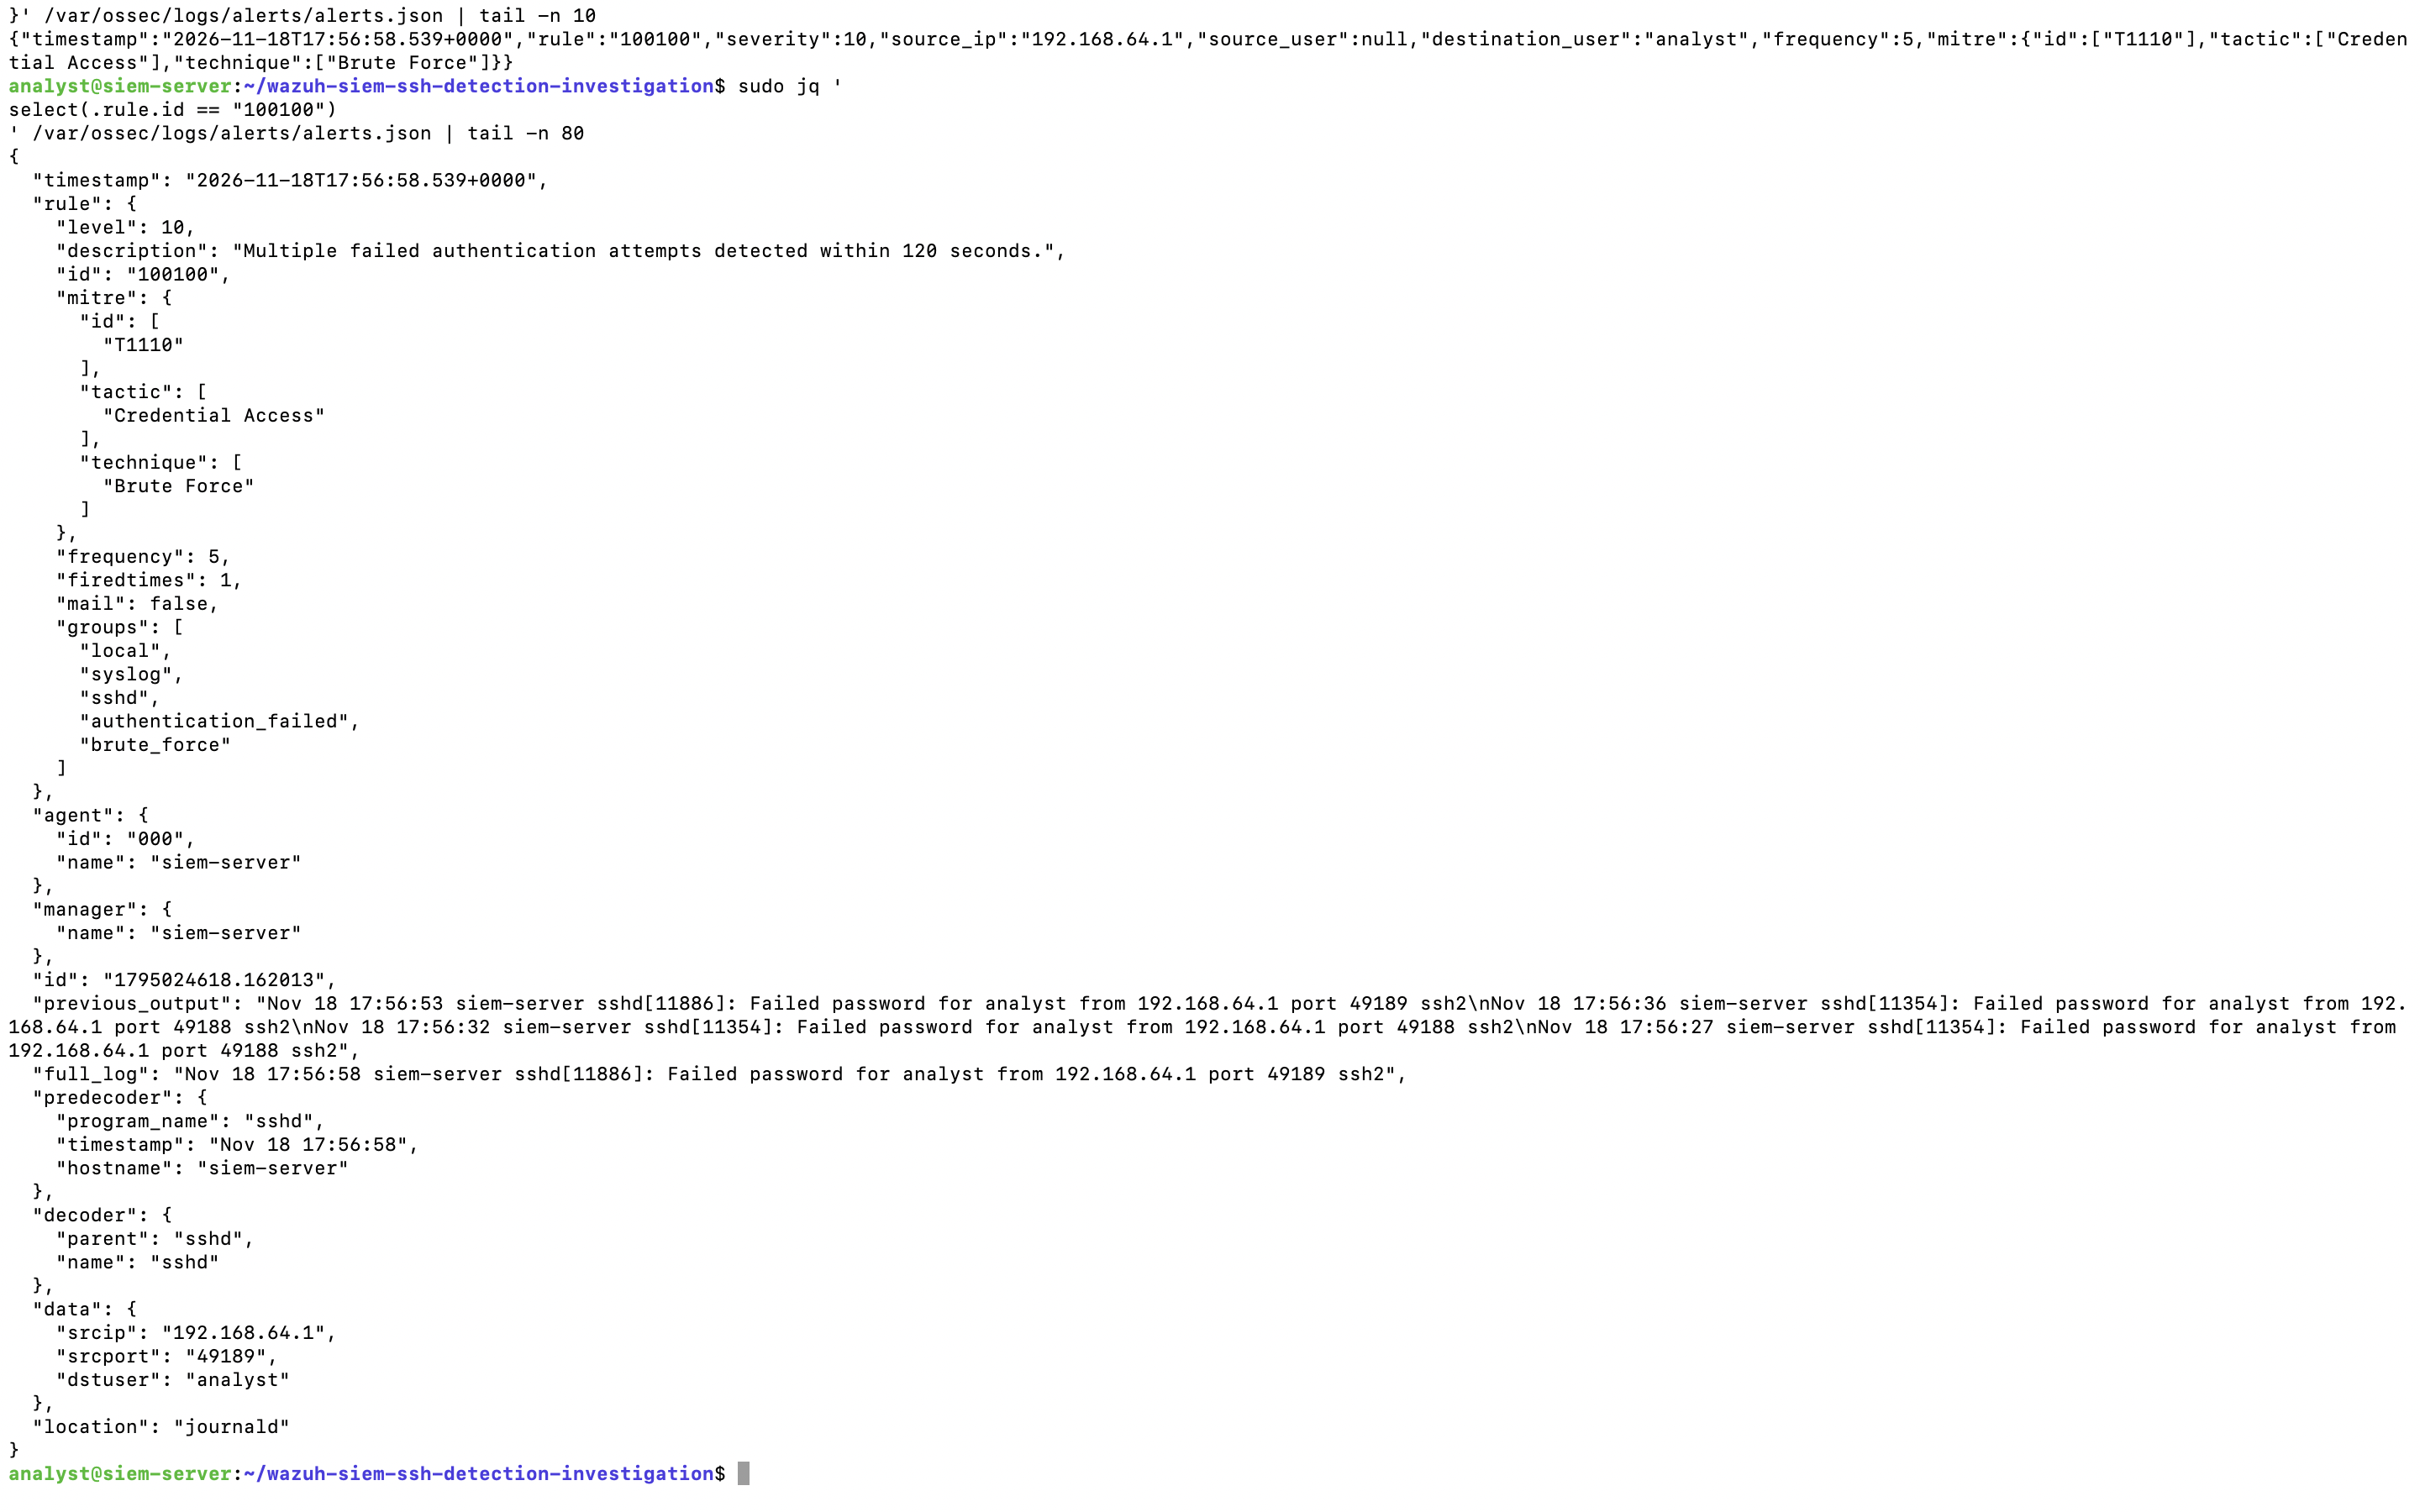 }' /var/ossec/logs/alerts/alerts.json | tail -n 10
{"timestamp":"2026-11-18T17:56:58.539+0000","rule":"100100","severity":10,"source_ip":"192.168.64.1","source_user":null,"destination_user":"analyst","frequency":5,"mitre":{"id":["T1110"],"tactic":["Creden
tial Access"],"technique":["Brute Force"]}}
analyst@siem-server:~/wazuh-siem-ssh-detection-investigation$ sudo jq '
select(.rule.id == "100100")
' /var/ossec/logs/alerts/alerts.json | tail -n 80
{
  "timestamp": "2026-11-18T17:56:58.539+0000",
  "rule": {
    "level": 10,
    "description": "Multiple failed authentication attempts detected within 120 seconds.",
    "id": "100100",
    "mitre": {
      "id": [
        "T1110"
      ],
      "tactic": [
        "Credential Access"
      ],
      "technique": [
        "Brute Force"
      ]
    },
    "frequency": 5,
    "firedtimes": 1,
    "mail": false,
    "groups": [
      "local",
      "syslog",
      "sshd",
      "authentication_failed",
      "brute_force"
    ]
  },
  "agent": {
    "id": "000",
    "name": "siem-server"
  },
  "manager": {
    "name": "siem-server"
  },
  "id": "1795024618.162013",
  "previous_output": "Nov 18 17:56:53 siem-server sshd[11886]: Failed password for analyst from 192.168.64.1 port 49189 ssh2\nNov 18 17:56:36 siem-server sshd[11354]: Failed password for analyst from 192.
168.64.1 port 49188 ssh2\nNov 18 17:56:32 siem-server sshd[11354]: Failed password for analyst from 192.168.64.1 port 49188 ssh2\nNov 18 17:56:27 siem-server sshd[11354]: Failed password for analyst from
192.168.64.1 port 49188 ssh2",
  "full_log": "Nov 18 17:56:58 siem-server sshd[11886]: Failed password for analyst from 192.168.64.1 port 49189 ssh2",
  "predecoder": {
    "program_name": "sshd",
    "timestamp": "Nov 18 17:56:58",
    "hostname": "siem-server"
  },
  "decoder": {
    "parent": "sshd",
    "name": "sshd"
  },
  "data": {
    "srcip": "192.168.64.1",
    "srcport": "49189",
    "dstuser": "analyst"
  },
  "location": "journald"
}
analyst@siem-server:~/wazuh-siem-ssh-detection-investigation$